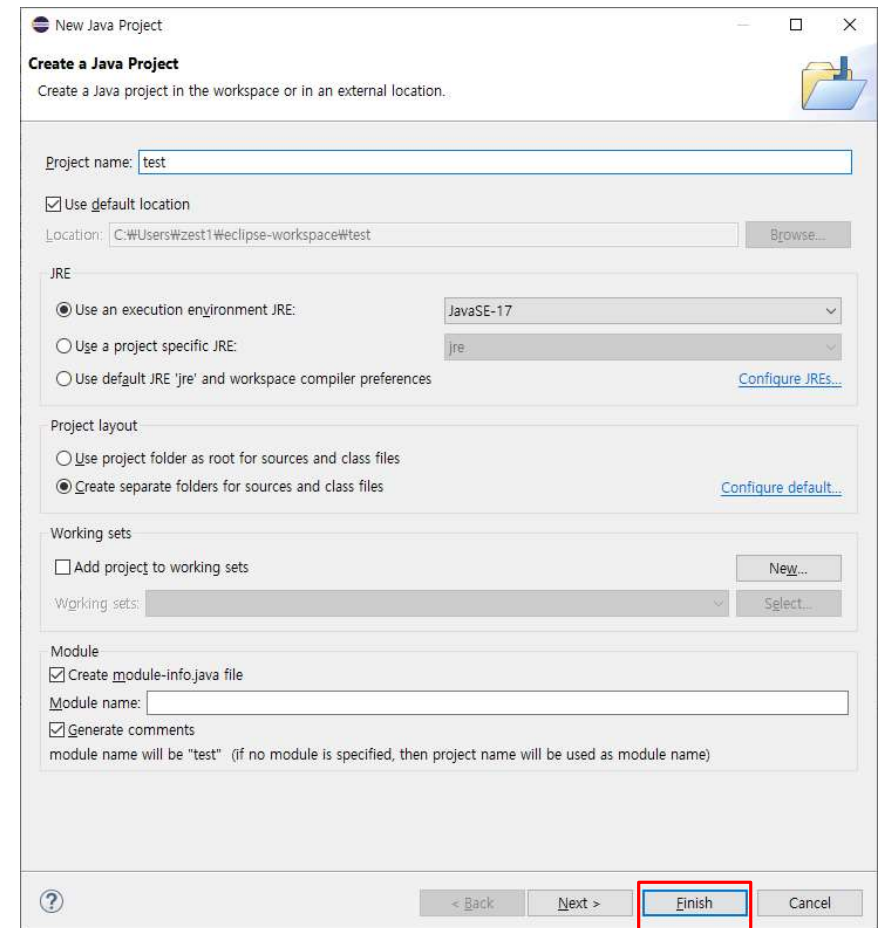 New Java Project
Create a Java Project
Create a Java project in the workspace or in an external location.
Project name: test
Use default location
Location: C:₩Users₩zest1₩eclipse-workspace₩test Browse...
JRE
Use an execution environment JRE: JavaSE-17
Use a project specific JRE: jre
Use default JRE 'jre' and workspace compiler preferences Configure JREs...
Project layout
Use project folder as root for sources and class files
Create separate folders for sources and class files Configure default...
Working sets
Add project to working sets New...
Working sets: Select...
Module
Create module-info.java file
Module name:
Generate comments
module name will be "test" (if no module is specified, then project name will be used as module name)
? < Back Next > Finish Cancel